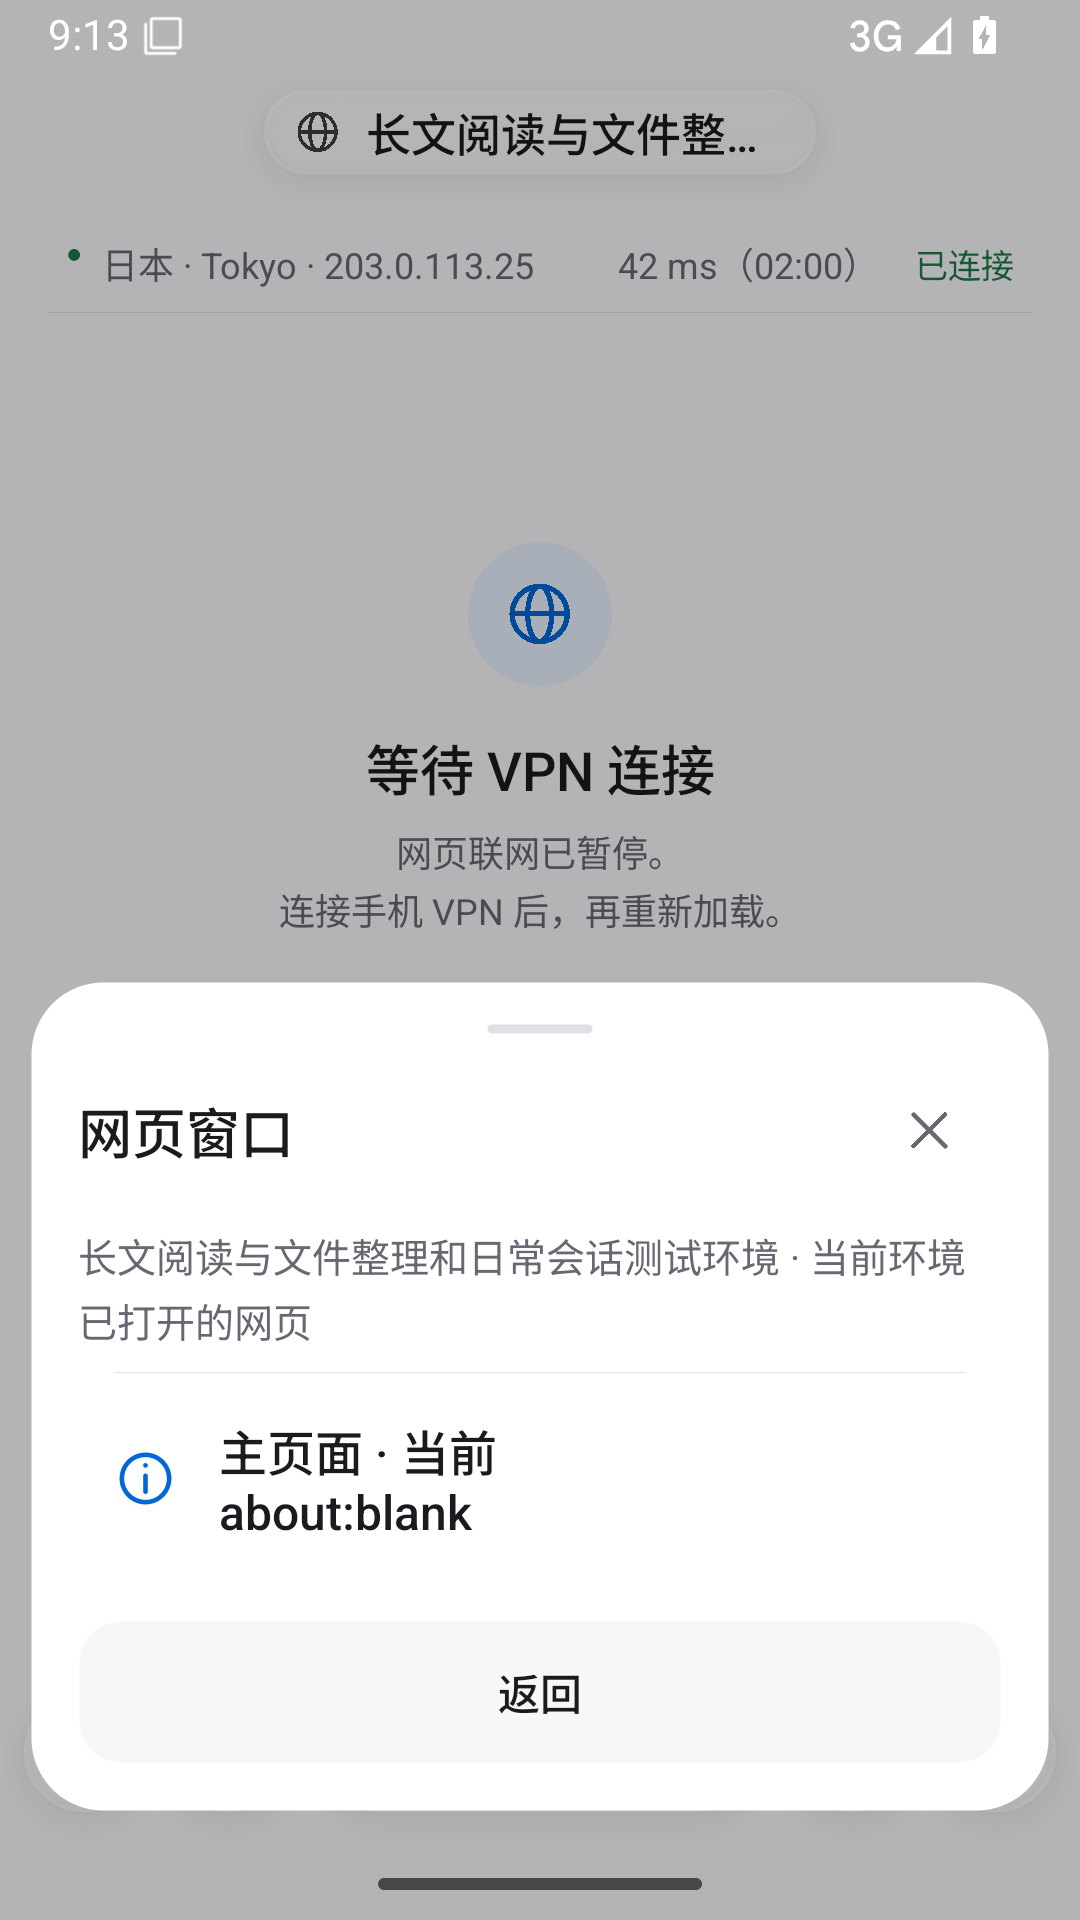 9:13
3G
长文阅读与文件整...
日本 · Tokyo · 203.0.113.25
42 ms（02:00）
已连接
等待 VPN 连接
网页联网已暂停。
连接手机 VPN 后，再重新加载。
网页窗口
长文阅读与文件整理和日常会话测试环境 · 当前环境
已打开的网页
主页面 · 当前
about:blank
返回